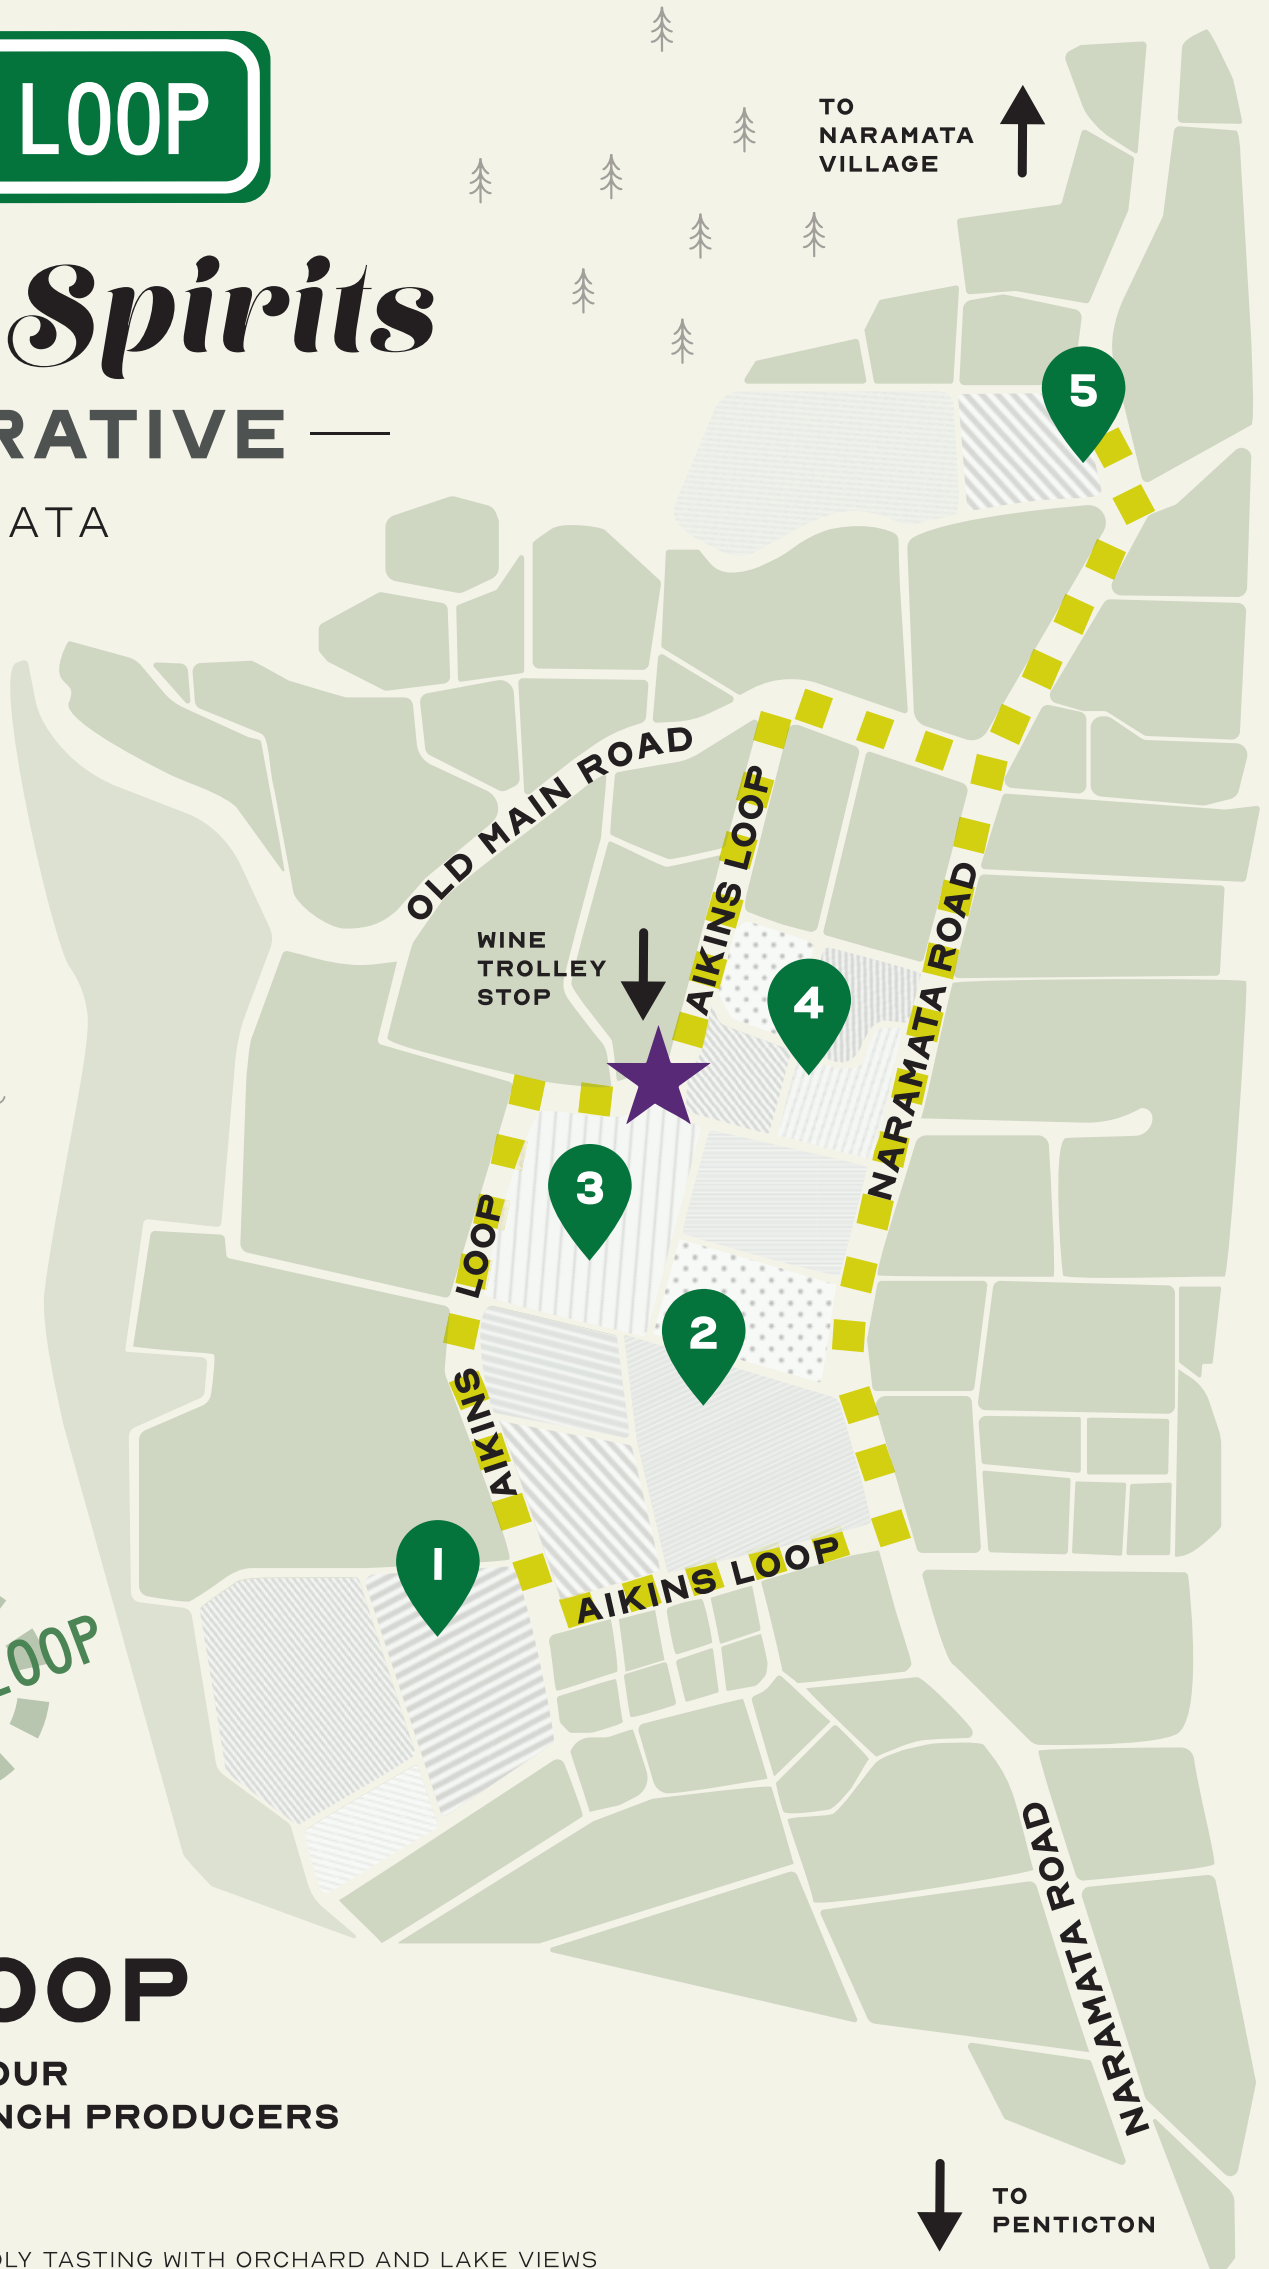 LOOP
Spirits
RATIVE
ATA
TO
NARAMATA
VILLAGE
5
OLD MAIN ROAD
AIKINS LOOP
NARAMATA ROAD
WINE
TROLLEY
STOP
4
3
LOOP
AIKINS
2
1
AIKINS LOOP
LOOP
NARAMATA ROAD
OOP
OUR
NCH PRODUCERS
TO
PENTICTON
DLY TASTING WITH ORCHARD AND LAKE VIEWS